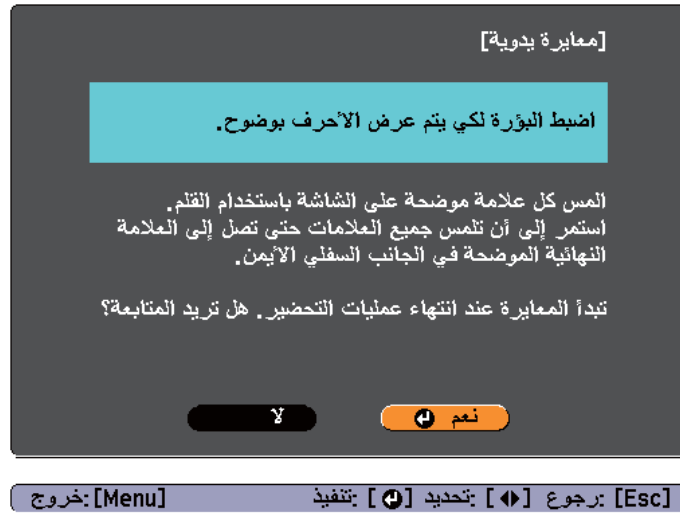 [معايرة يدوية]
اضبط البؤرة لكي يتم عرض الأحرف بوضوح.
المس كل علامة موضحة على الشاشة باستخدام القلم.
استمر إلى أن تلمس جميع العلامات حتى تصل إلى العلامة
النهائية الموضحة في الجانب السفلي الأيمن.
تبدأ المعايرة عند انتهاء عمليات التحضير. هل تريد المتابعة؟
نعم لا
[Esc] :رجوع [◆] :تحديد [↵] :تنفيذ [Menu] :خروج